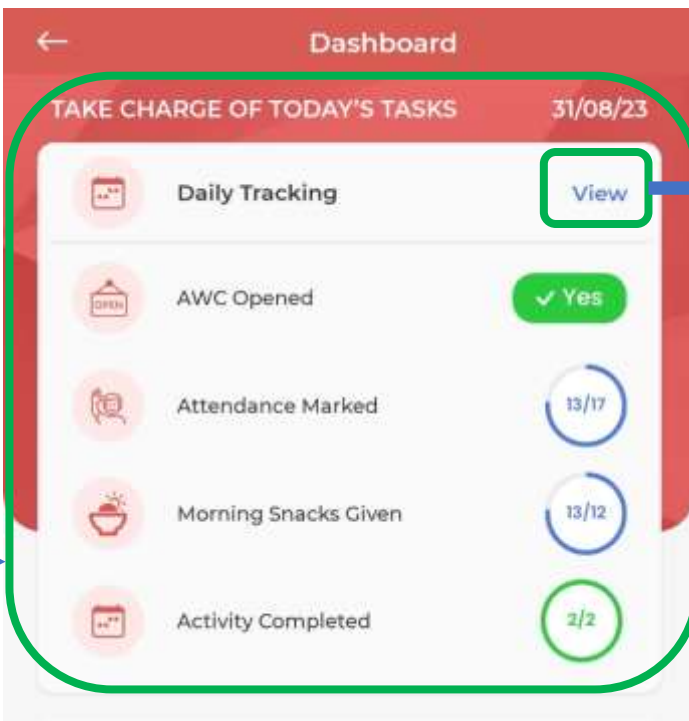 Dashboard
TAKE CHARGE OF TODAY'S TASKS 31/08/23
Daily Tracking View
OPEN AWC Opened Yes
Attendance Marked 13/17
Morning Snacks Given 13/12
Activity Completed 2/2